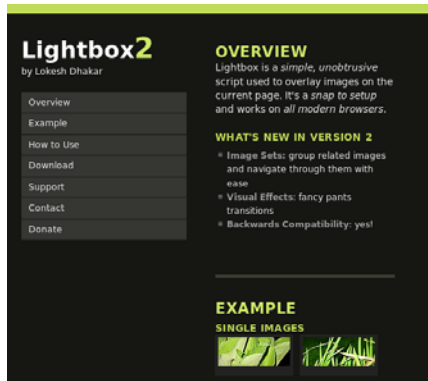 Lightbox2
by Lokesh Dhakar
Overview
Example
How to Use
Download
Support
Contact
Donate
OVERVIEW
Lightbox is a simple, unobtrusive
script used to overlay images on the
current page. It's a snap to setup
and works on all modern browsers.
WHAT'S NEW IN VERSION 2
Image Sets: group related images
and navigate through them with
ease
Visual Effects: fancy pants
transitions
Backwards Compatibility: yes!
EXAMPLE
SINGLE IMAGES